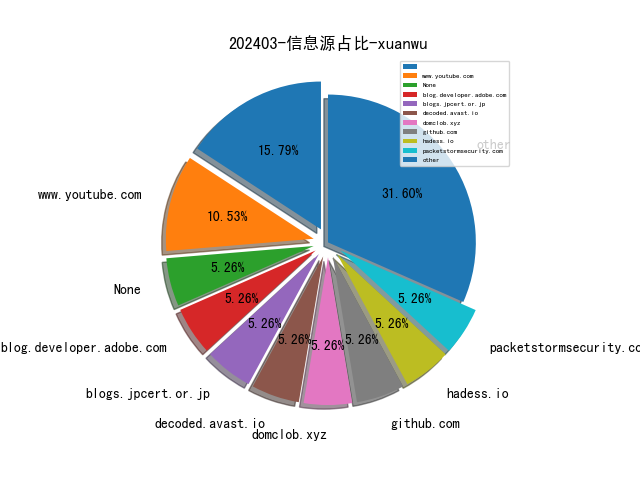 202403-信息源占比-xuanwu
www.youtube.com
None
blog.developer.adobe.com
blogs.jpcert.or.jp
decoded.avast.io
domclob.xyz
github.com
hadess.io
packetstormsecurity.com
other
other
15.79%
31.60%
www.youtube.com
10.53%
5.26%
None
5.26%
5.26%
5.26%
5.26%
5.26%
5.26%
5.26%
blog.developer.adobe.com
packetstormsecurity.co
blogs.jpcert.or.jp
hadess.io
decoded.avast.io
github.com
domclob.xyz